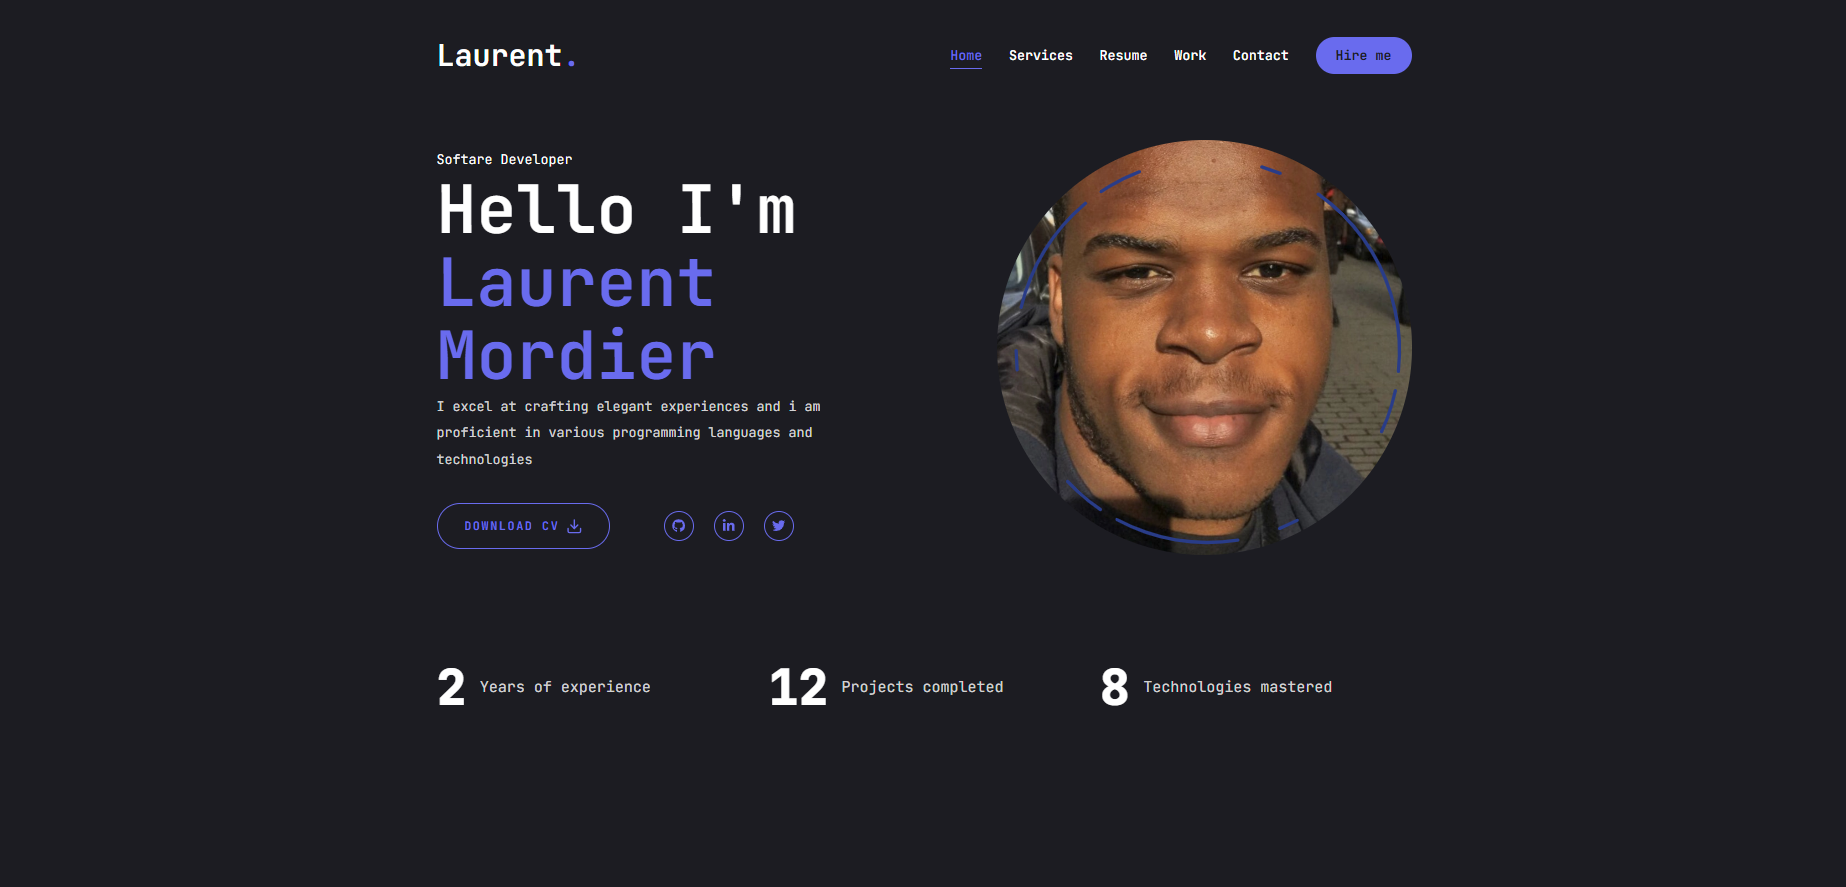 Laurent.
Home Services Resume Work Contact Hire me
Softare Developer
Hello I'm
Laurent
Mordier
I excel at crafting elegant experiences and i am
proficient in various programming languages and
technologies
DOWNLOAD CV
in
2 Years of experience
12 Projects completed
8 Technologies mastered